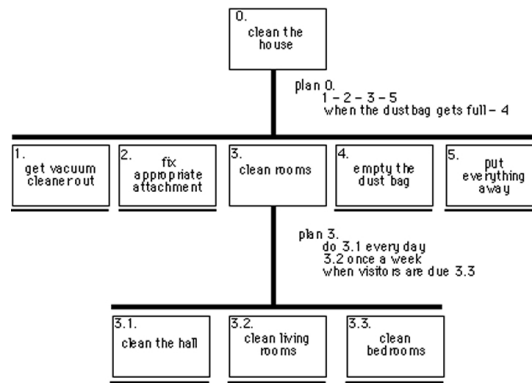 0.
clean the
house
plan 0.
1 – 2 – 3 – 5
when the dustbag gets full – 4
1.
get vacuum
cleaner out
2.
fix
appropriate
attachment
3.
clean rooms
4.
empty the
dust bag
5.
put
everything
away
plan 3.
do 3.1 every day
3.2 once a week
when visitors are due 3.3
3.1.
clean the hall
3.2.
clean living
rooms
3.3.
clean
bedrooms